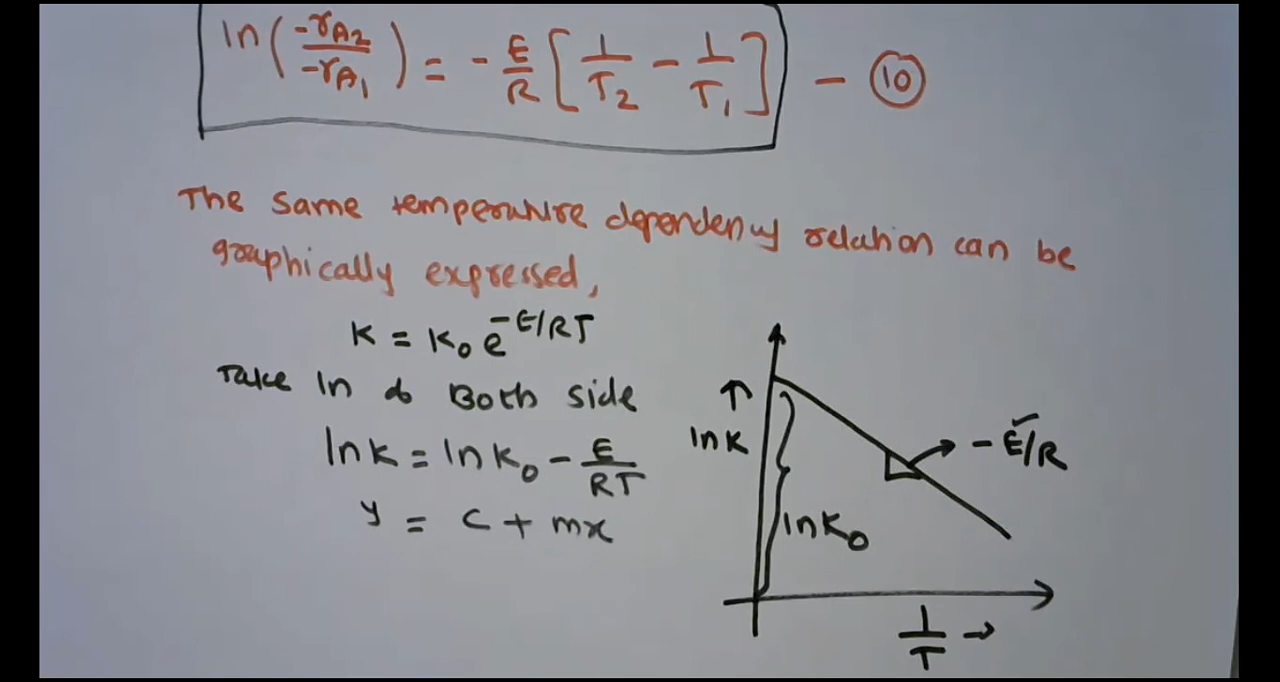 ln(-rA2/-rA1) = -E/R [1/T2 - 1/T1] - 10
The same temperature dependency relation can be
graphically expressed,
K = K0 e^-E/RT
Take ln to Both side
ln K = ln K0 - E/RT
y = c + mx
ln K
- E/R
ln K0
1/T →